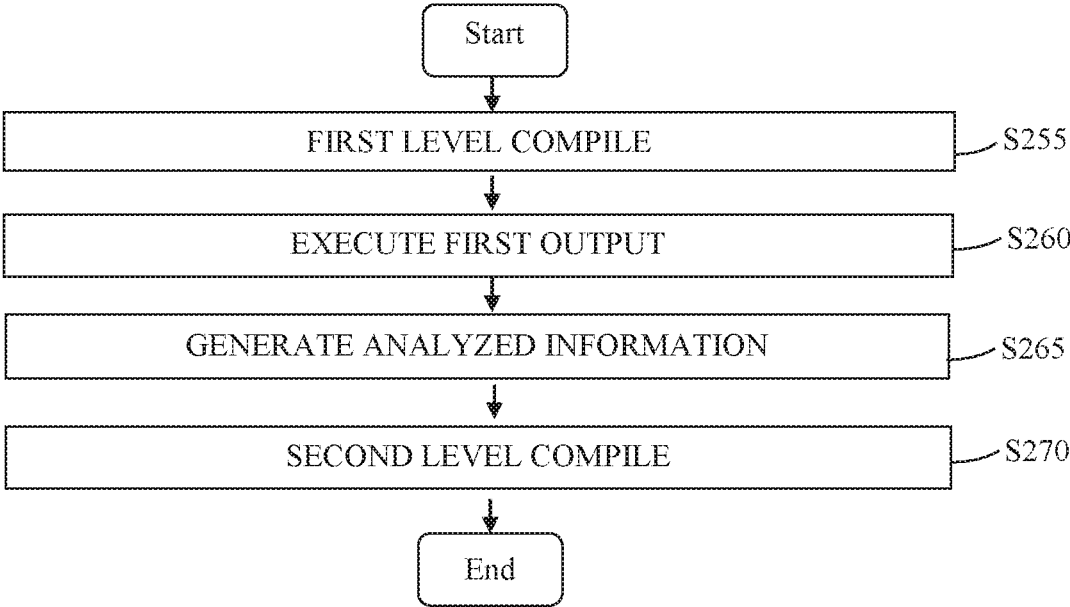 Start
FIRST LEVEL COMPILE
S255
EXECUTE FIRST OUTPUT
S260
GENERATE ANALYZED INFORMATION
S265
SECOND LEVEL COMPILE
S270
End